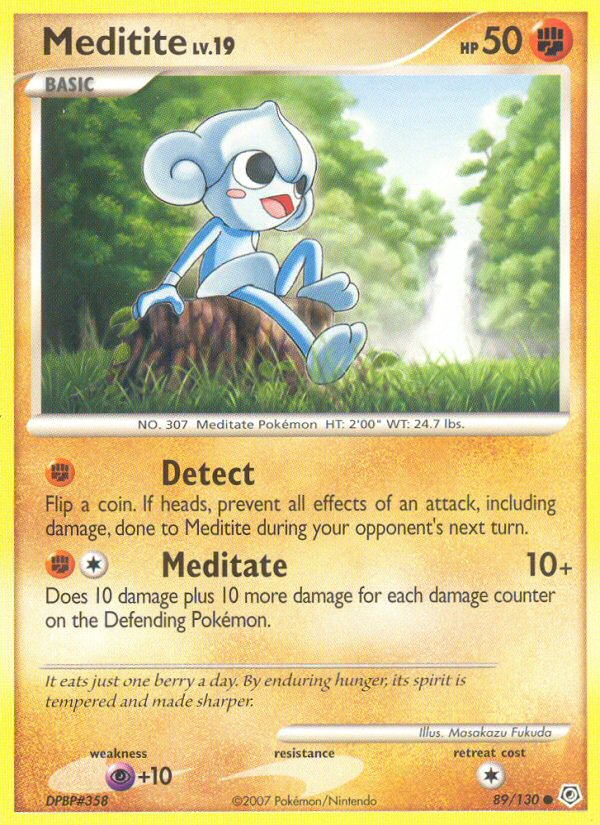 Meditite LV.19 HP 50
BASIC
NO. 307 Meditate Pokémon HT: 2'00" WT: 24.7 lbs.
Detect
Flip a coin. If heads, prevent all effects of an attack, including
damage, done to Meditite during your opponent's next turn.
Meditate 10+
Does 10 damage plus 10 more damage for each damage counter
on the Defending Pokémon.
It eats just one berry a day. By enduring hunger, its spirit is
tempered and made sharper.
Illus. Masakazu Fukuda
weakness resistance retreat cost
+10
DPBP#358 ©2007 Pokémon/Nintendo 89/130